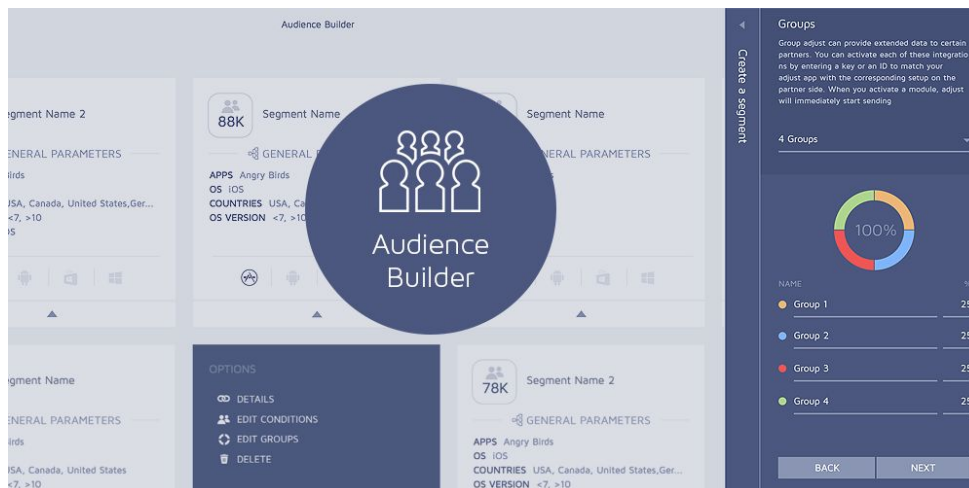 Audience Builder
egment Name 2
ENERAL PARAMETERS
irds
USA, Canada, United States,Ger...
<7, >10
OS
88K
Segment Name
GENERAL
APPS Angry Birds
OS iOS
COUNTRIES USA, Ca
OS VERSION <7, >10
Segment Name
NERAL PARAMETERS
Audience
Builder
egment Name
ENERAL PARAMETERS
irds
USA, Canada, United States
<7, >10
OPTIONS
DETAILS
EDIT CONDITIONS
EDIT GROUPS
DELETE
78K
Segment Name 2
GENERAL PARAMETERS
APPS Angry Birds
OS iOS
COUNTRIES USA, Canada, United States,Ger...
OS VERSION <7, >10
Create a segment
Groups
Group adjust can provide extended data to certain
partners. You can activate each of these integratio
ns by entering a key or an ID to match your
adjust app with the corresponding setup on the
partner side. When you activate a module, adjust
will immediately start sending
4 Groups
100%
NAME %
Group 1 25
Group 2 25
Group 3 25
Group 4 25
BACK NEXT